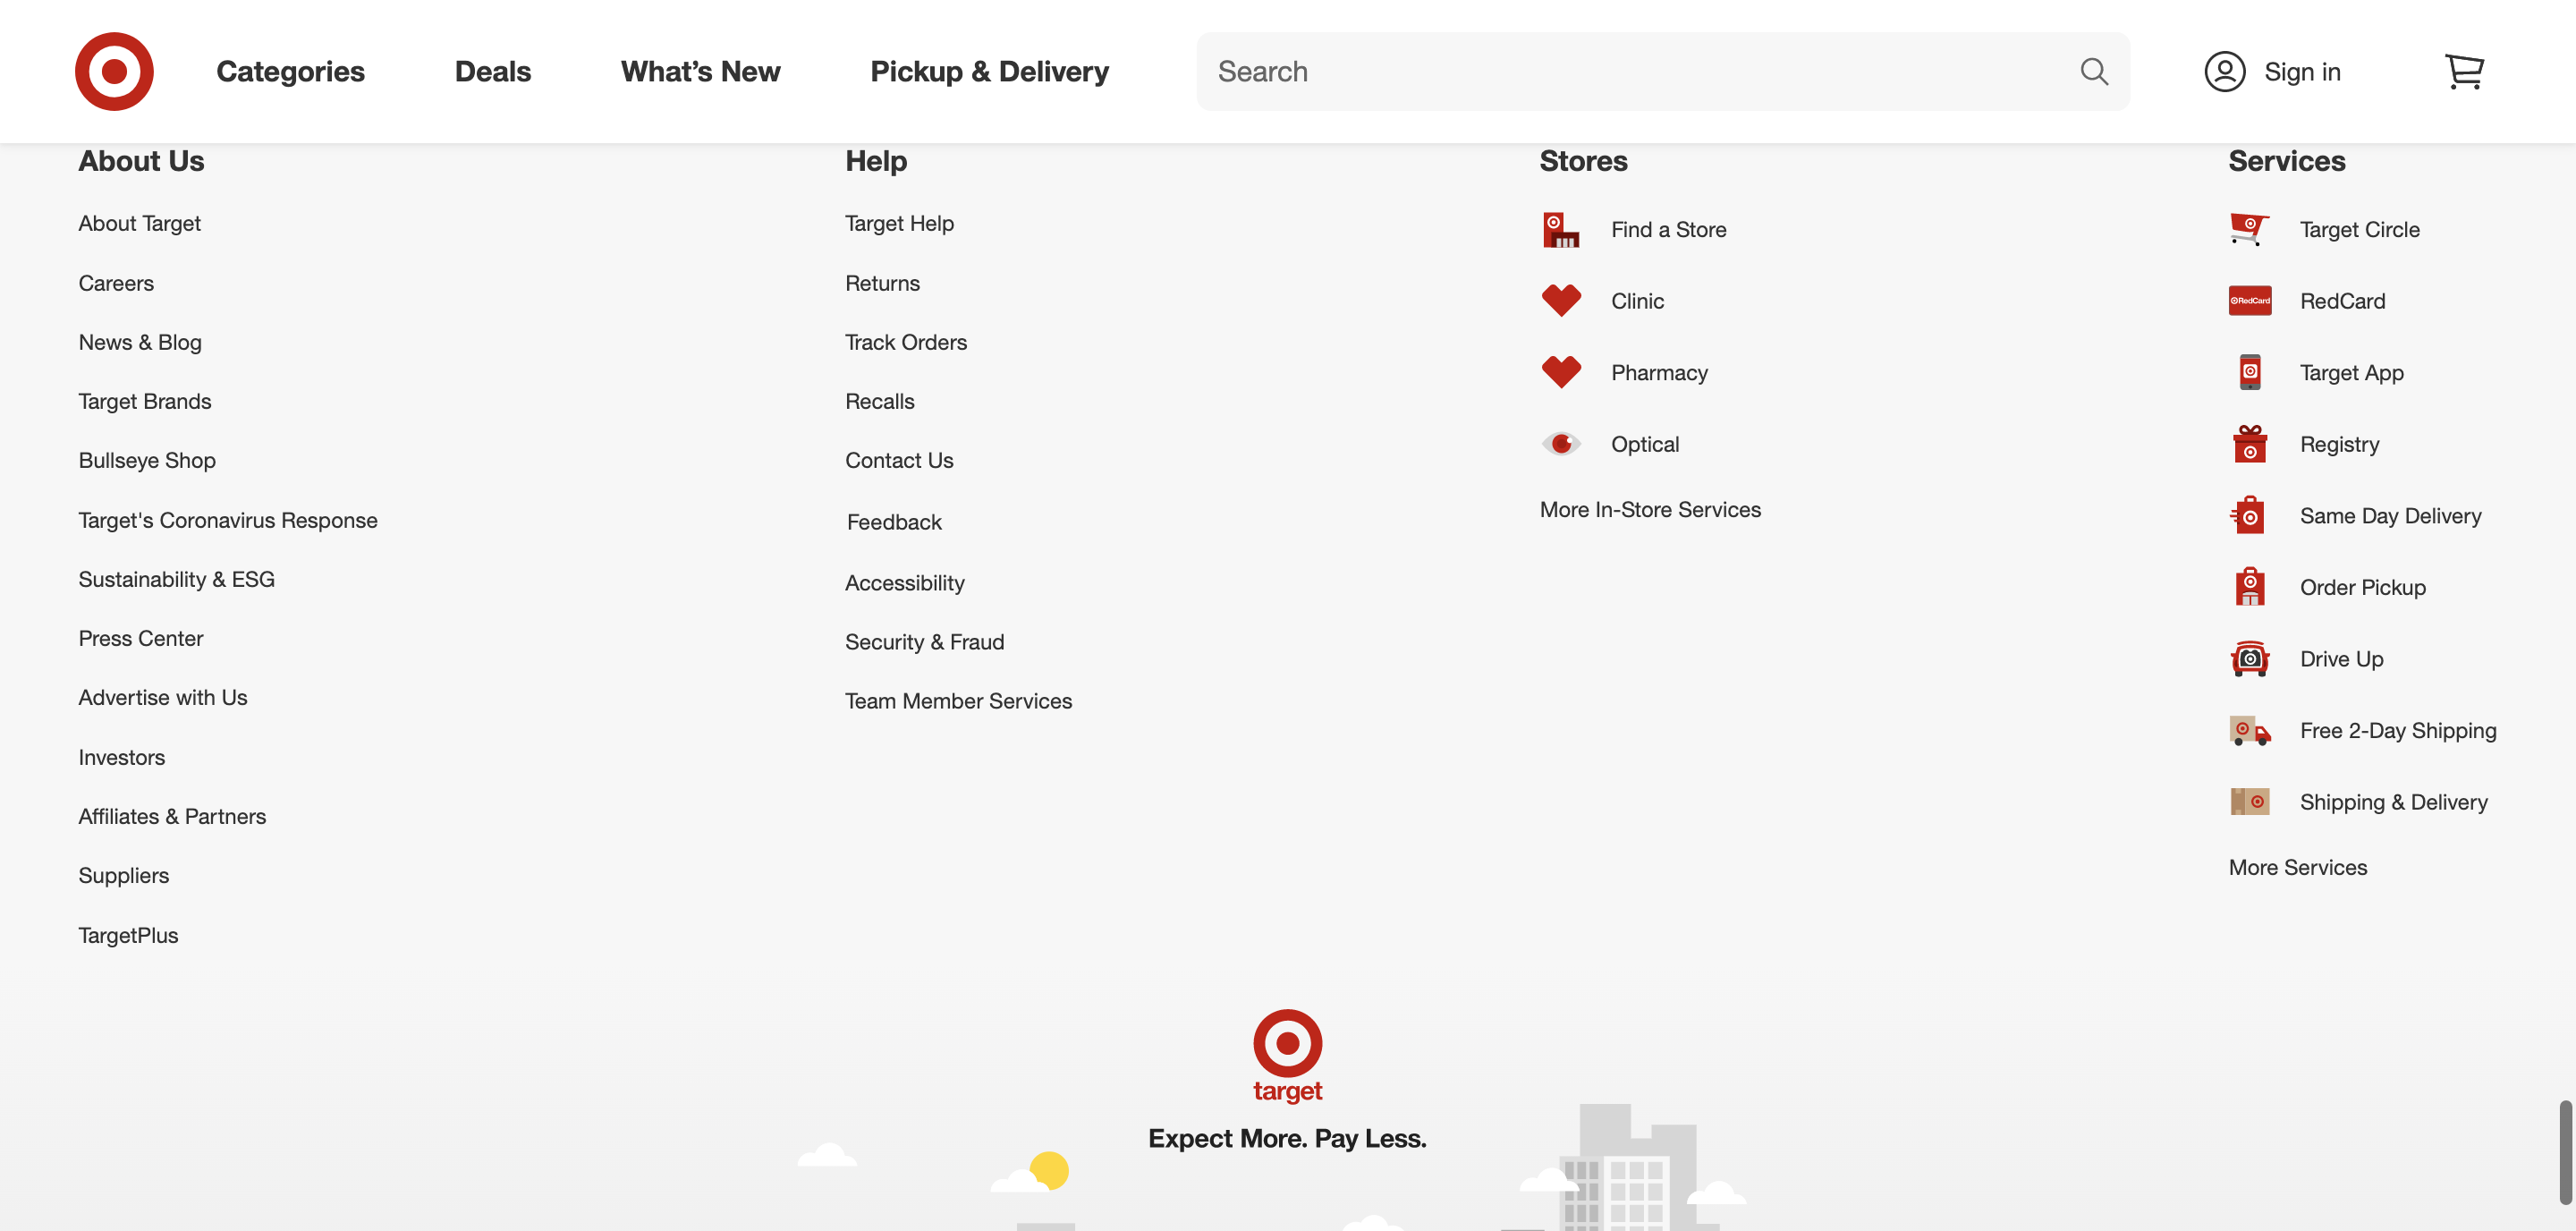 Categories
Deals
What's New
Pickup & Delivery
Search
Sign in
About Us
About Target
Careers
News & Blog
Target Brands
Bullseye Shop
Target's Coronavirus Response
Sustainability & ESG
Press Center
Advertise with Us
Investors
Affiliates & Partners
Suppliers
TargetPlus
Help
Target Help
Returns
Track Orders
Recalls
Contact Us
Feedback
Accessibility
Security & Fraud
Team Member Services
Stores
Find a Store
Clinic
Pharmacy
Optical
More In-Store Services
Services
Target Circle
RedCard
RedCard
Target App
Registry
Same Day Delivery
Order Pickup
Drive Up
Free 2-Day Shipping
Shipping & Delivery
More Services
target
Expect More. Pay Less.